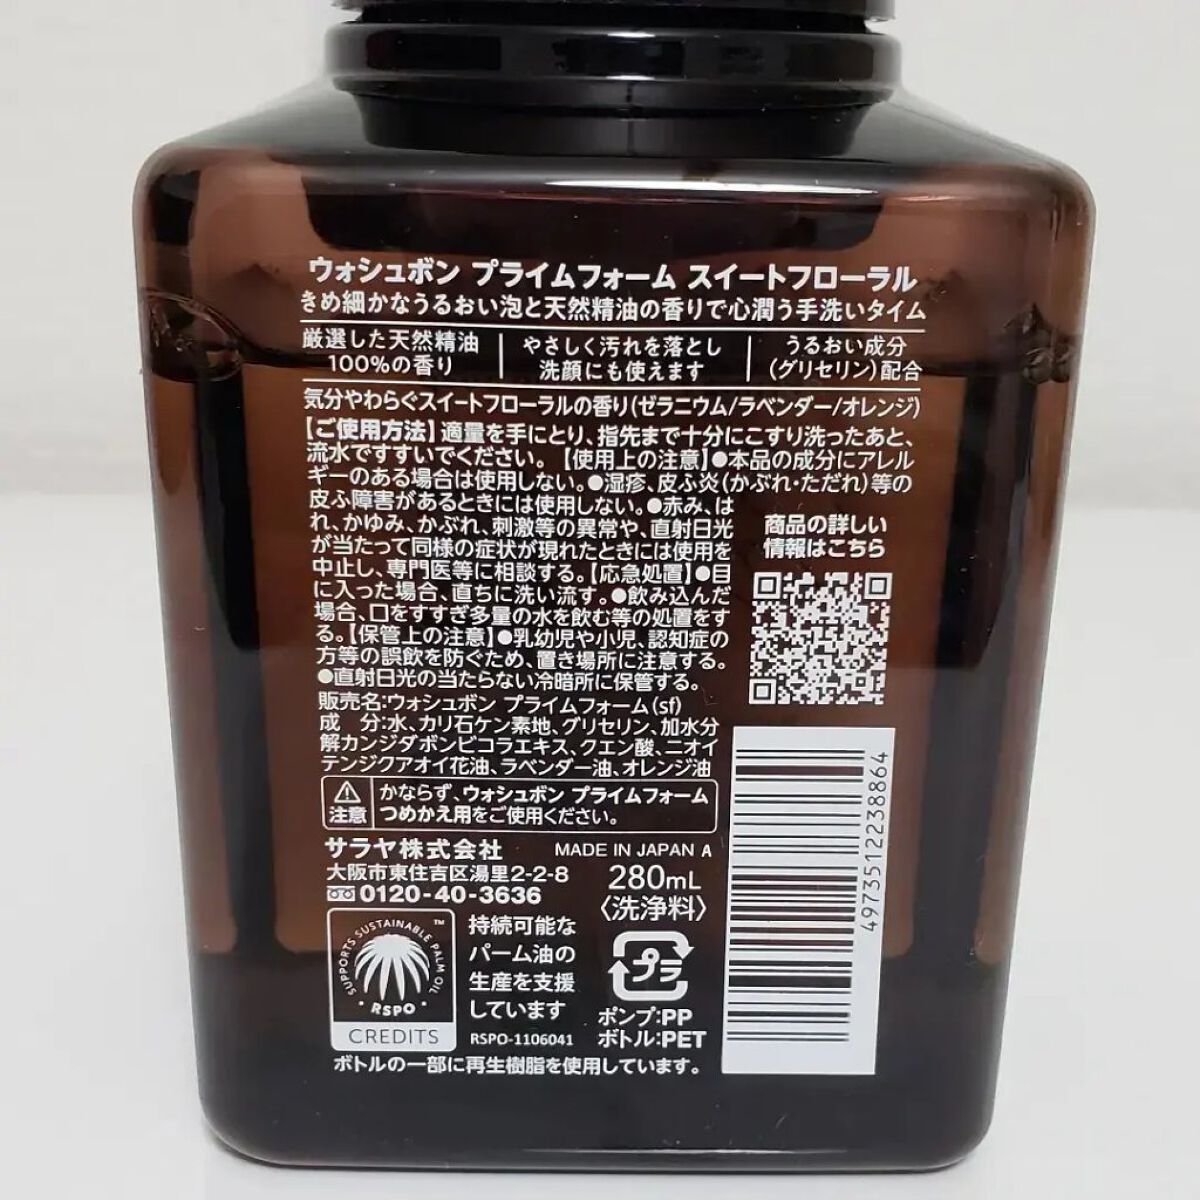 ウォシュボン プライムフォーム スイートフローラル
きめ細かなうるおい泡と天然精油の香りで心潤う手洗いタイム
厳選した天然精油
100%の香り
やさしく汚れを落とし
洗顔にも使えます
うるおい成分
(グリセリン)配合
気分やわらぐスイートフローラルの香り(ゼラニウム/ラベンダー/オレンジ)
【ご使用方法】適量を手にとり、指先まで十分にこすり洗ったあと、
流水ですすいでください。【使用上の注意】●本品の成分にアレル
ギーのある場合は使用しない。●湿疹、皮ふ炎(かぶれ・ただれ)等の
皮ふ障害があるときには使用しない。●赤み、は
れ、かゆみ、かぶれ、刺激等の異常や、直射日光
が当たって同様の症状が現れたときには使用を
中止し、専門医等に相談する。【応急処置】●目
に入った場合、直ちに洗い流す。●飲み込んだ
場合、口をすすぎ多量の水を飲む等の処置をす
る。【保管上の注意】●乳幼児や小児、認知症の
方等の誤飲を防ぐため、置き場所に注意する。
●直射日光の当たらない冷暗所に保管する。
商品の詳しい
情報はこちら
販売名:ウォシュボン プライムフォーム(sf)
成 分:水、カリ石ケン素地、グリセリン、加水分
解カンジダボンビコラエキス、クエン酸、ニオイ
テンジクアオイ花油、ラベンダー油、オレンジ油
注意
かならず、ウォシュボン プライムフォーム
つめかえ用をご使用ください。
サラヤ株式会社 MADE IN JAPAN A
大阪市東住吉区湯里2-2-8
0120-40-3636
280mL
〈洗浄料〉
4973512238864
SUPPORTS SUSTAINABLE PALM OIL ™
RSPO
CREDITS
持続可能な
パーム油の
生産を支援
しています
RSPO-1106041
プラ
ポンプ:PP
ボトル:PET
ボトルの一部に再生樹脂を使用しています。